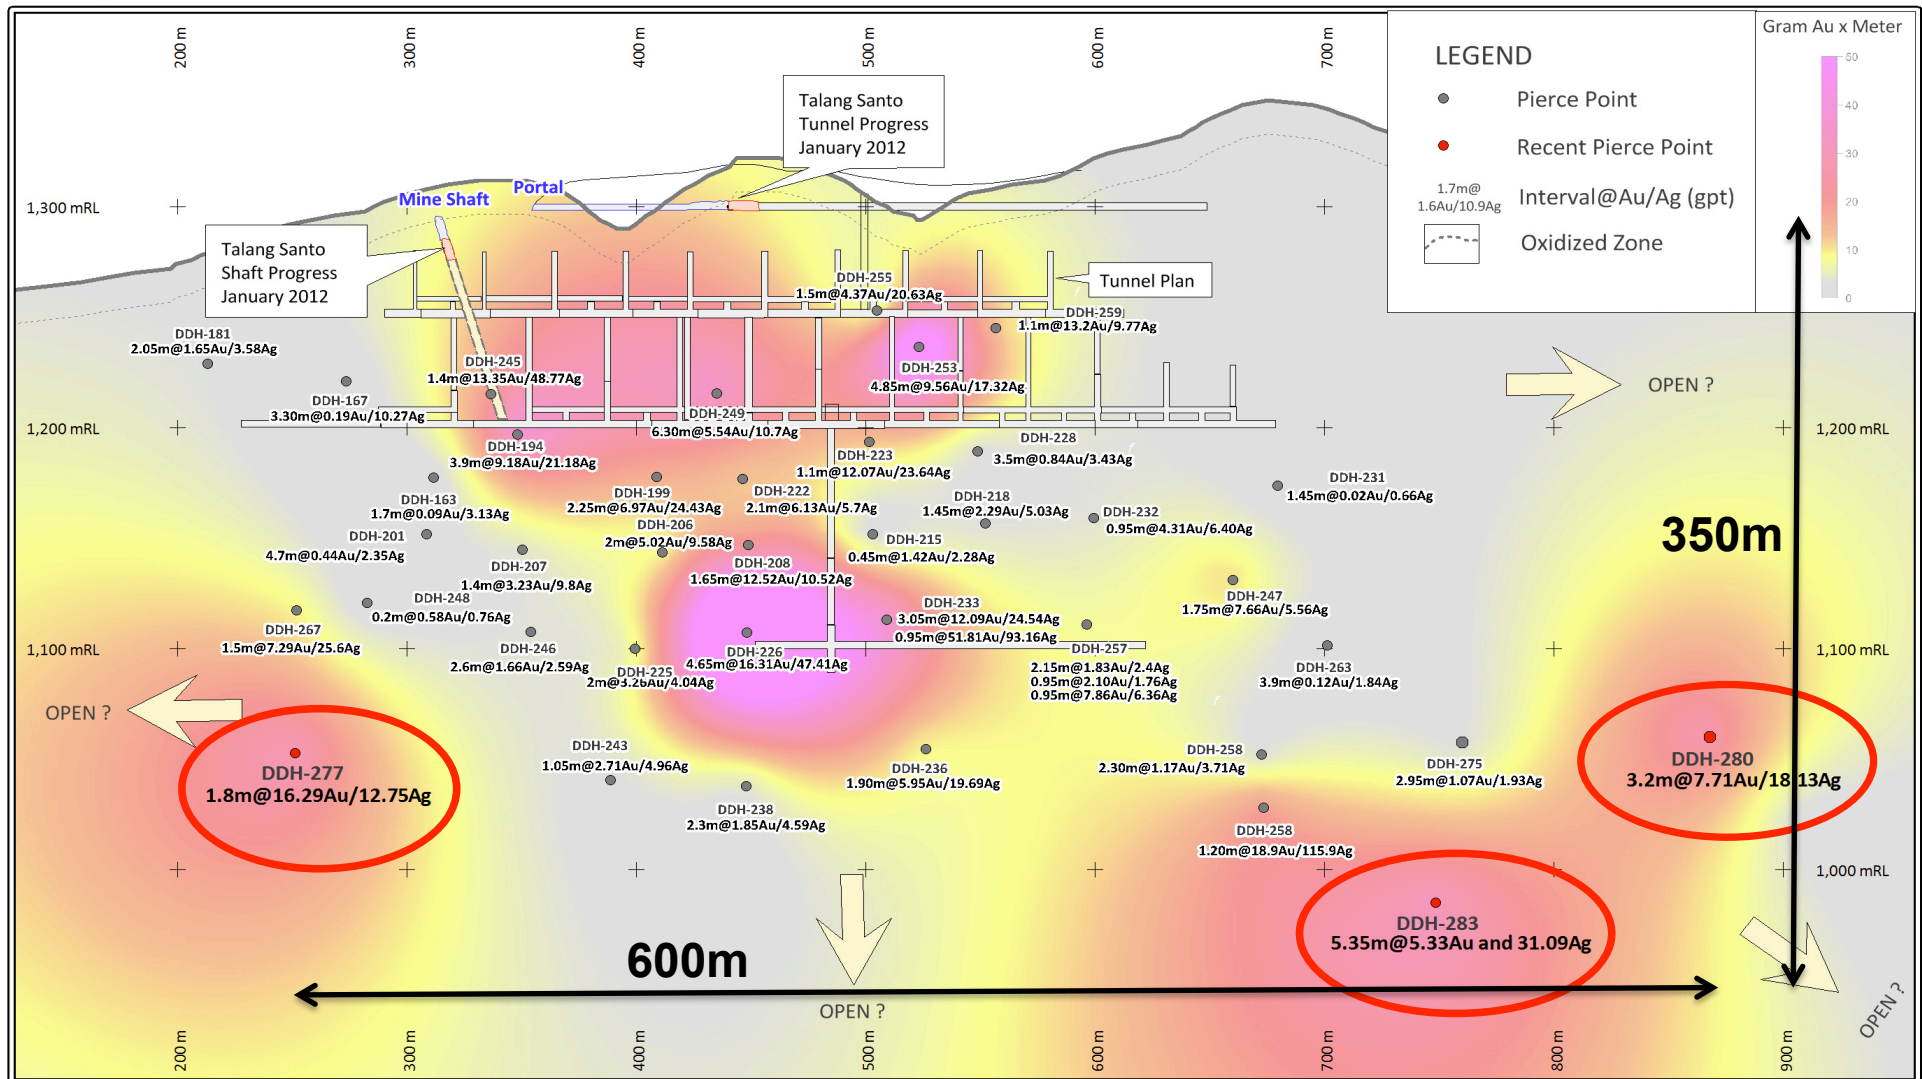 200 m
300 m
400 m
500 m
600 m
700 m
LEGEND
Pierce Point
Recent Pierce Point
1.7m@
1.6Au/10.9Ag
Interval@Au/Ag (gpt)
Oxidized Zone
Gram Au x Meter
50
40
30
20
10
0
Talang Santo
Tunnel Progress
January 2012
Portal
Mine Shaft
1,300 mRL
Talang Santo
Shaft Progress
January 2012
Tunnel Plan
DDH-255
1.5m@4.37Au/20.63Ag
DDH-259
1.1m@13.2Au/9.77Ag
DDH-181
2.05m@1.65Au/3.58Ag
DDH-245
1.4m@13.35Au/48.77Ag
DDH-253
4.85m@9.56Au/17.32Ag
OPEN ?
DDH-167
3.30m@0.19Au/10.27Ag
DDH-249
6.30m@5.54Au/10.7Ag
1,200 mRL
1,200 mRL
DDH-194
3.9m@9.18Au/21.18Ag
DDH-223
1.1m@12.07Au/23.64Ag
DDH-228
3.5m@0.84Au/3.43Ag
DDH-231
1.45m@0.02Au/0.66Ag
DDH-163
1.7m@0.09Au/3.13Ag
DDH-199
2.25m@6.97Au/24.43Ag
DDH-222
2.1m@6.13Au/5.7Ag
DDH-218
1.45m@2.29Au/5.03Ag
DDH-232
0.95m@4.31Au/6.40Ag
DDH-201
4.7m@0.44Au/2.35Ag
DDH-206
2m@5.02Au/9.58Ag
DDH-215
0.45m@1.42Au/2.28Ag
350m
DDH-207
1.4m@3.23Au/9.8Ag
DDH-208
1.65m@12.52Au/10.52Ag
DDH-248
0.2m@0.58Au/0.76Ag
DDH-233
3.05m@12.09Au/24.54Ag
0.95m@51.81Au/93.16Ag
DDH-247
1.75m@7.66Au/5.56Ag
DDH-267
1.5m@7.29Au/25.6Ag
1,100 mRL
1,100 mRL
DDH-246
2.6m@1.66Au/2.59Ag
DDH-225
2m@3.26Au/4.04Ag
DDH-226
4.65m@16.31Au/47.41Ag
DDH-257
2.15m@1.83Au/2.4Ag
0.95m@2.10Au/1.76Ag
0.95m@7.86Au/6.36Ag
DDH-263
3.9m@0.12Au/1.84Ag
OPEN ?
DDH-277
1.8m@16.29Au/12.75Ag
DDH-243
1.05m@2.71Au/4.96Ag
DDH-238
2.3m@1.85Au/4.59Ag
DDH-236
1.90m@5.95Au/19.69Ag
DDH-258
2.30m@1.17Au/3.71Ag
DDH-275
2.95m@1.07Au/1.93Ag
DDH-280
3.2m@7.71Au/18.13Ag
DDH-258
1.20m@18.9Au/115.9Ag
1,000 mRL
DDH-283
5.35m@5.33Au and 31.09Ag
600m
OPEN ?
OPEN ?
200 m
300 m
400 m
500 m
600 m
700 m
800 m
900 m